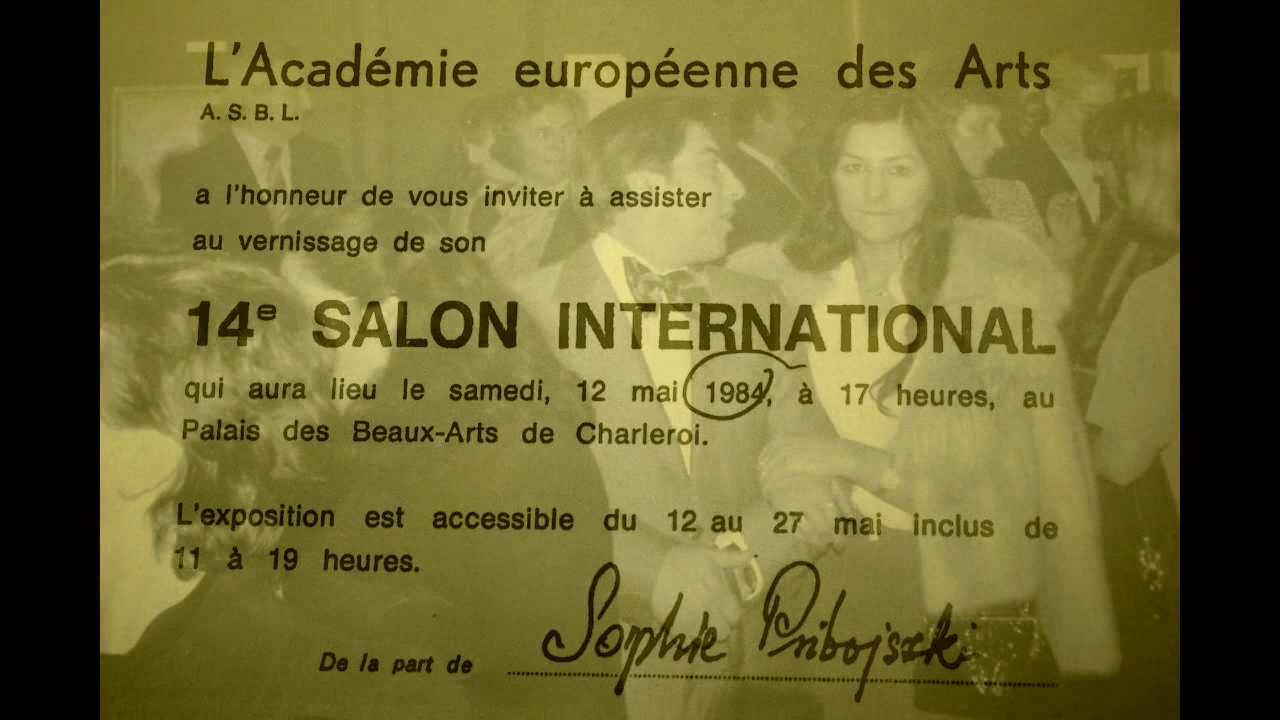 L'Académie européenne des Arts
A. S. B. L.
a l'honneur de vous inviter à assister
au vernissage de son
14e SALON INTERNATIONAL
qui aura lieu le samedi, 12 mai 1984, à 17 heures, au
Palais des Beaux-Arts de Charleroi.
L'exposition est accessible du 12 au 27 mai inclus de
11 à 19 heures.
De la part de Sophie Pribojszki